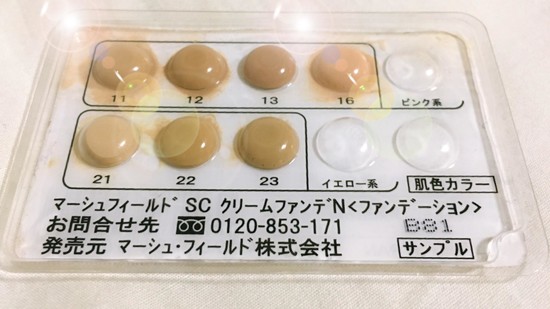 11 12 13 16 ピンク系
21 22 23 イエロー系 肌色カラー
マーシュフィールド SC クリームファンデN<ファンデーション>
お問合せ先 0120-853-171 B81
発売元 マーシュ・フィールド株式会社 サンプル